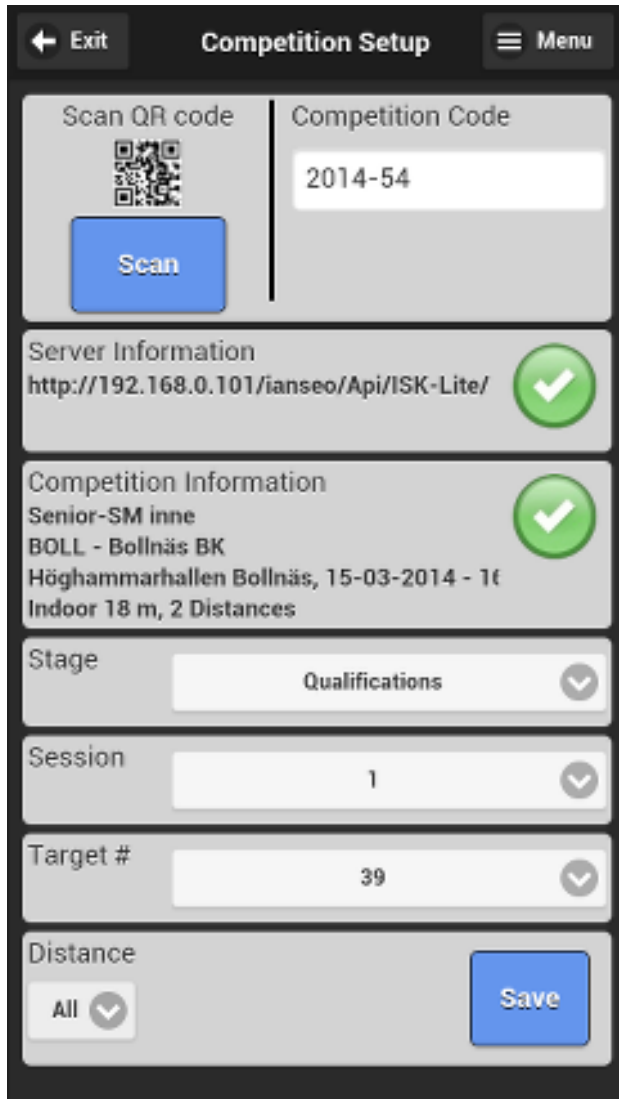 Exit
Competition Setup
Menu
Scan QR code
Scan
Competition Code
2014-54
Server Information
http://192.168.0.101/ianseo/Api/ISK-Lite/
Competition Information
Senior-SM inne
BOLL - Bollnäs BK
Höghammarhallen Bollnäs, 15-03-2014 - 16
Indoor 18 m, 2 Distances
Stage
Qualifications
Session
1
Target #
39
Distance
All
Save